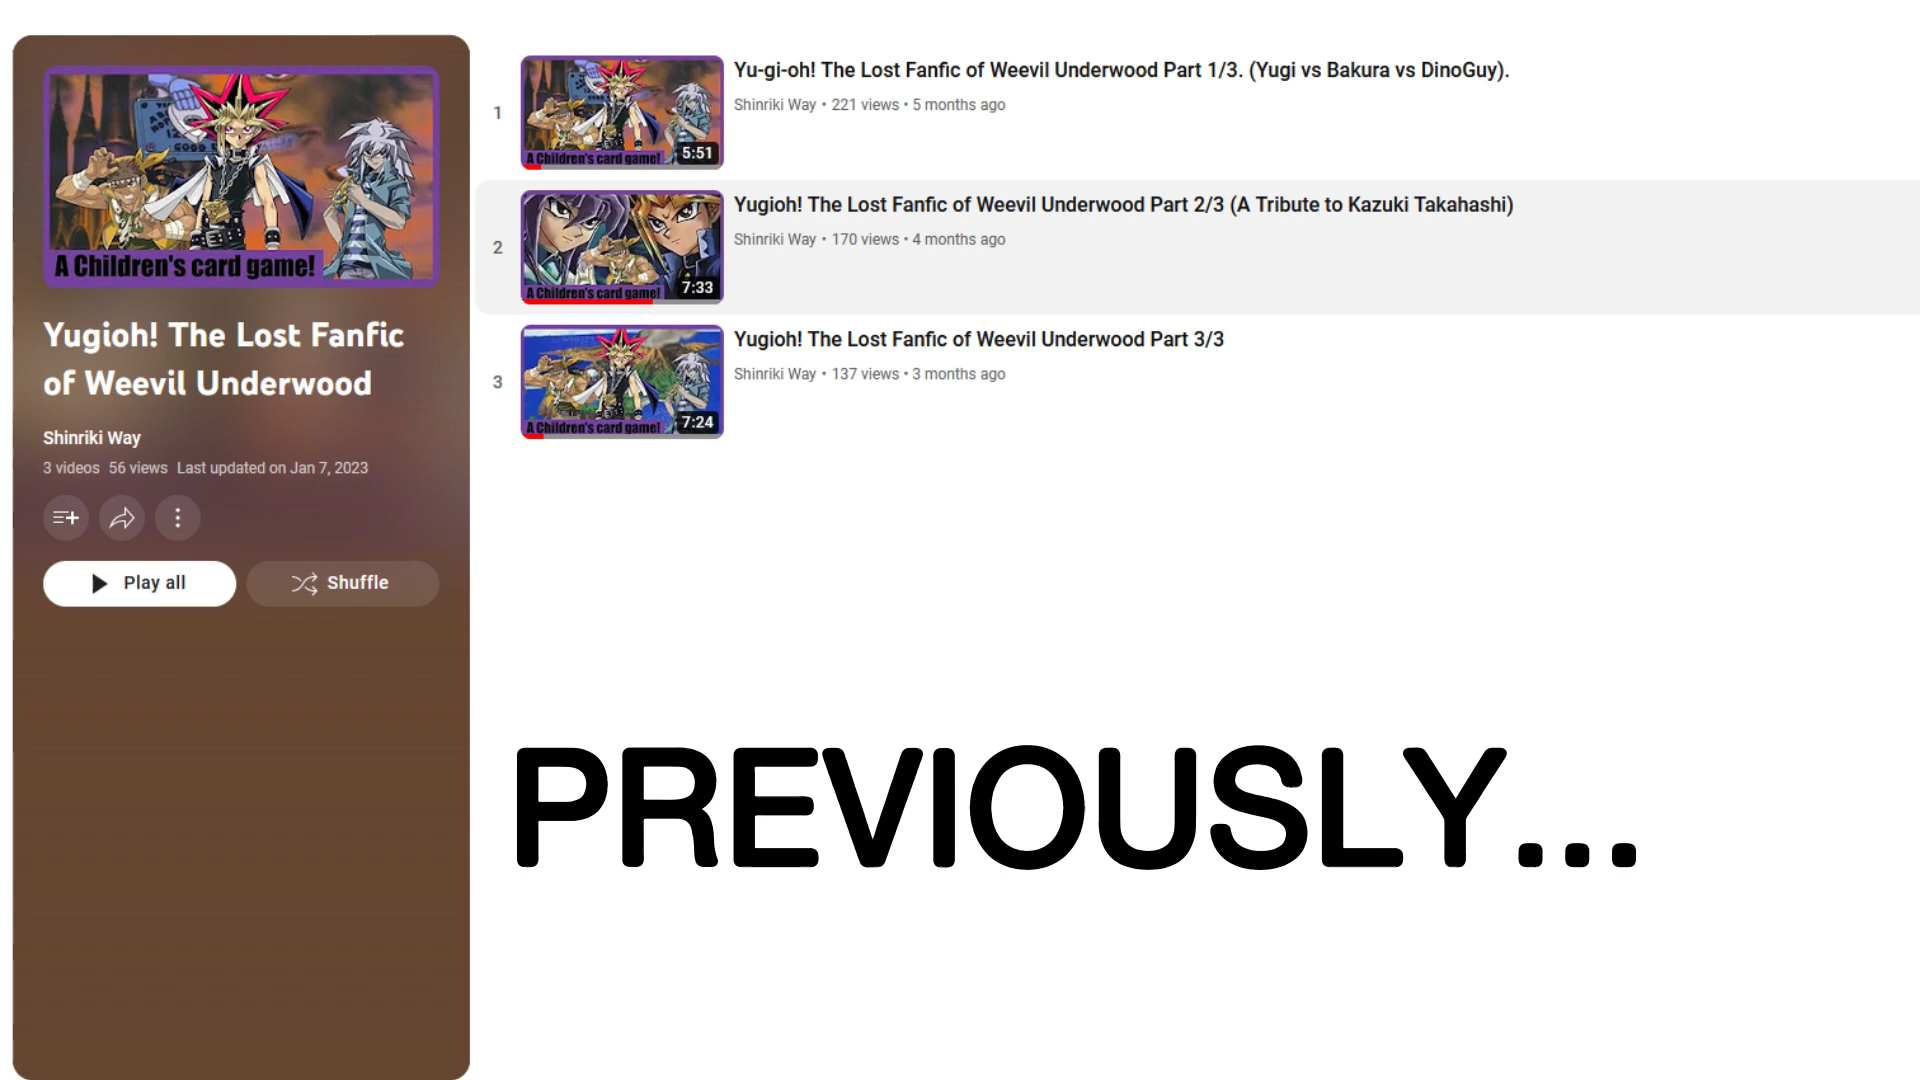 A Children's card game!
Yugioh! The Lost Fanfic
of Weevil Underwood
Shinriki Way
3 videos 56 views Last updated on Jan 7, 2023
Play all
Shuffle
1
A Children's card game!
5:51
Yu-gi-oh! The Lost Fanfic of Weevil Underwood Part 1/3. (Yugi vs Bakura vs DinoGuy).
Shinriki Way • 221 views • 5 months ago
2
A Children's card game!
7:33
Yugioh! The Lost Fanfic of Weevil Underwood Part 2/3 (A Tribute to Kazuki Takahashi)
Shinriki Way • 170 views • 4 months ago
3
A Children's card game!
7:24
Yugioh! The Lost Fanfic of Weevil Underwood Part 3/3
Shinriki Way • 137 views • 3 months ago
PREVIOUSLY...